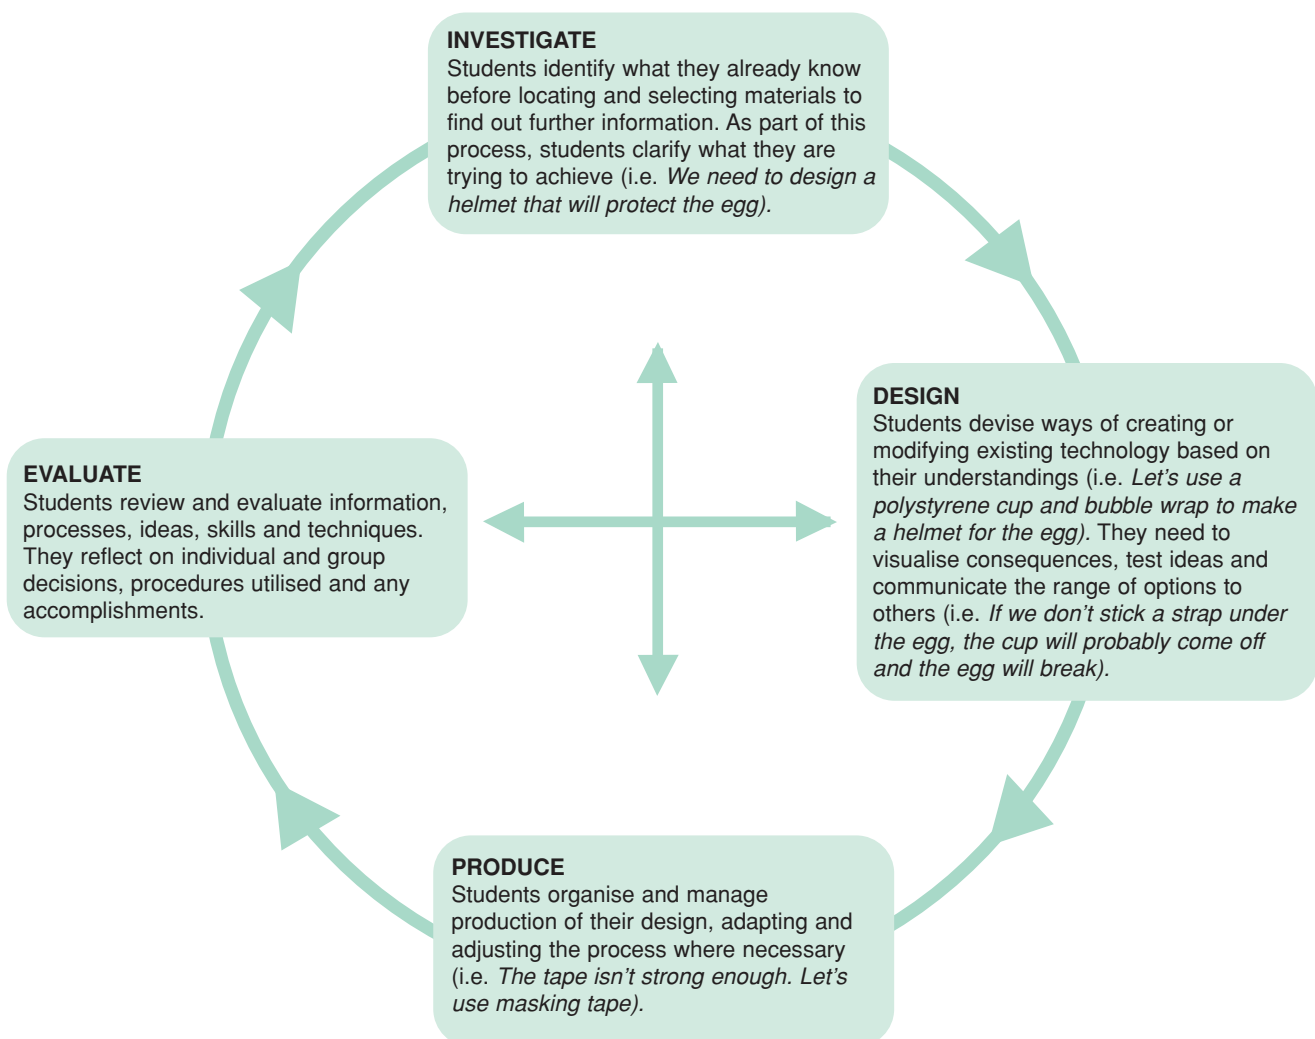 INVESTIGATE
Students identify what they already know
before locating and selecting materials to
find out further information. As part of this
process, students clarify what they are
trying to achieve (i.e. We need to design a
helmet that will protect the egg).
DESIGN
Students devise ways of creating or
modifying existing technology based on
their understandings (i.e. Let's use a
polystyrene cup and bubble wrap to make
a helmet for the egg). They need to
visualise consequences, test ideas and
communicate the range of options to
others (i.e. If we don't stick a strap under
the egg, the cup will probably come off
and the egg will break).
PRODUCE
Students organise and manage
production of their design, adapting and
adjusting the process where necessary
(i.e. The tape isn't strong enough. Let's
use masking tape).
EVALUATE
Students review and evaluate information,
processes, ideas, skills and techniques.
They reflect on individual and group
decisions, procedures utilised and any
accomplishments.